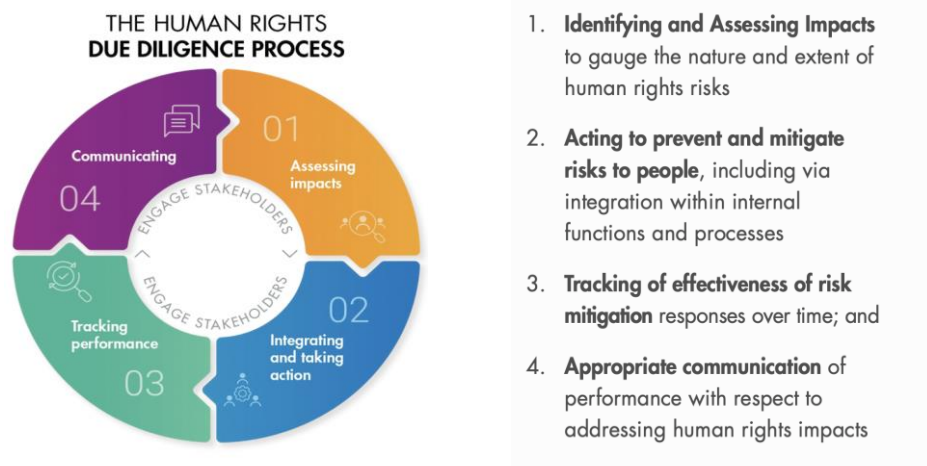 THE HUMAN RIGHTS
DUE DILIGENCE PROCESS
01
Assessing
impacts
02
Integrating
and taking
action
03
Tracking
performance
04
Communicating
ENGAGE STAKEHOLDERS
ENGAGE STAKEHOLDERS
1. Identifying and Assessing Impacts
to gauge the nature and extent of
human rights risks
2. Acting to prevent and mitigate
risks to people, including via
integration within internal
functions and processes
3. Tracking of effectiveness of risk
mitigation responses over time; and
4. Appropriate communication of
performance with respect to
addressing human rights impacts